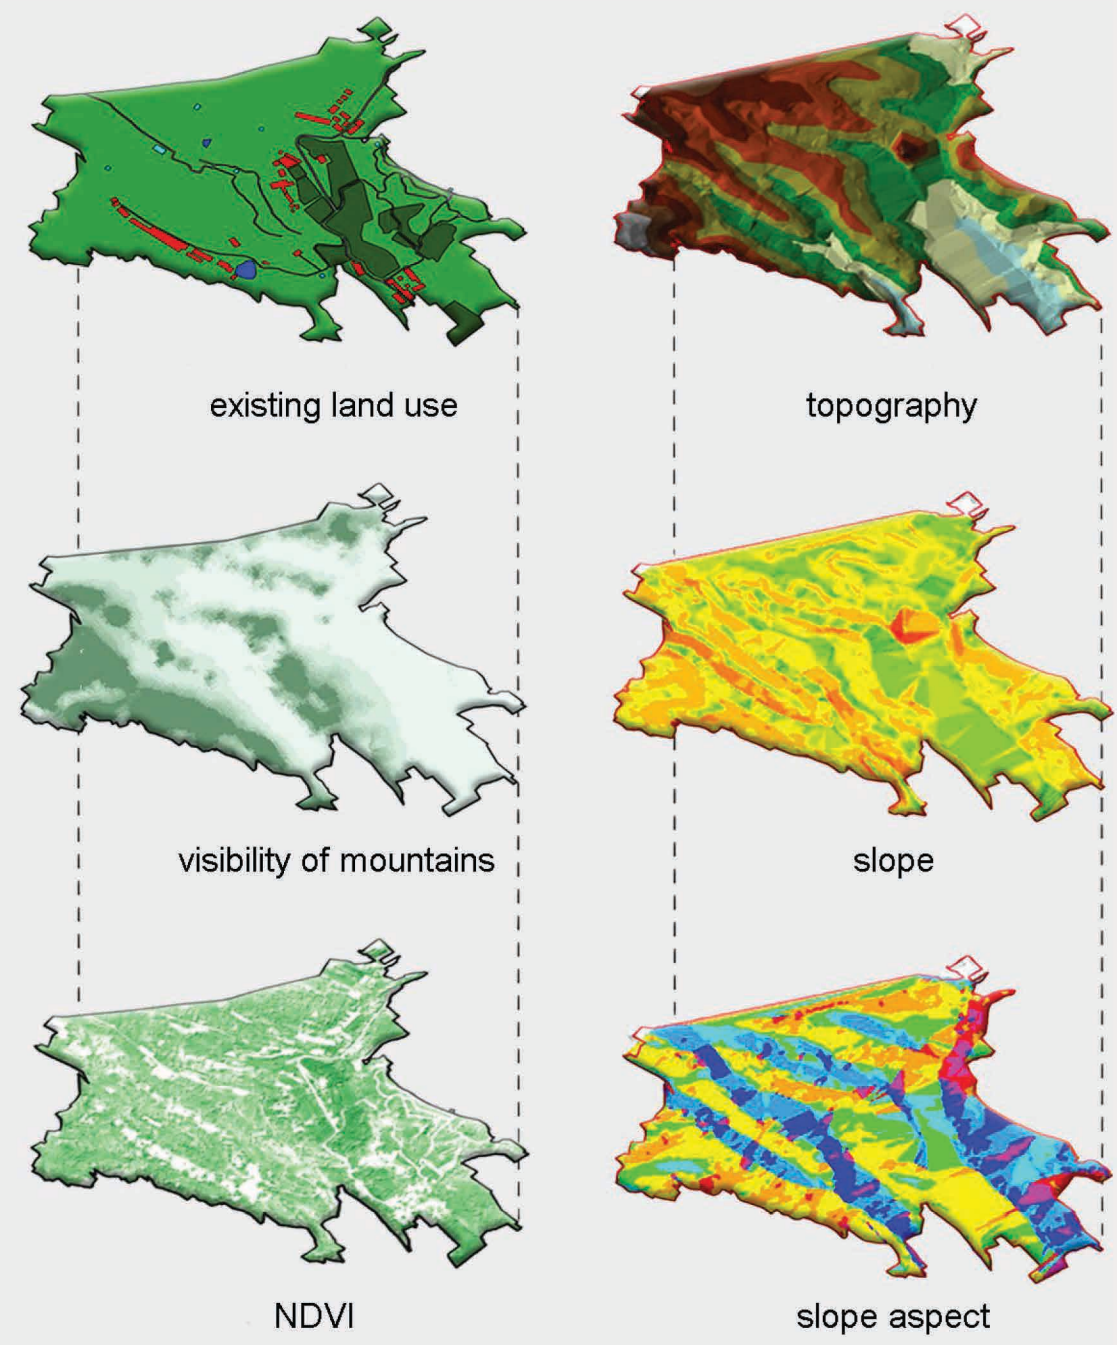 existing land use
topography
visibility of mountains
slope
NDVI
slope aspect